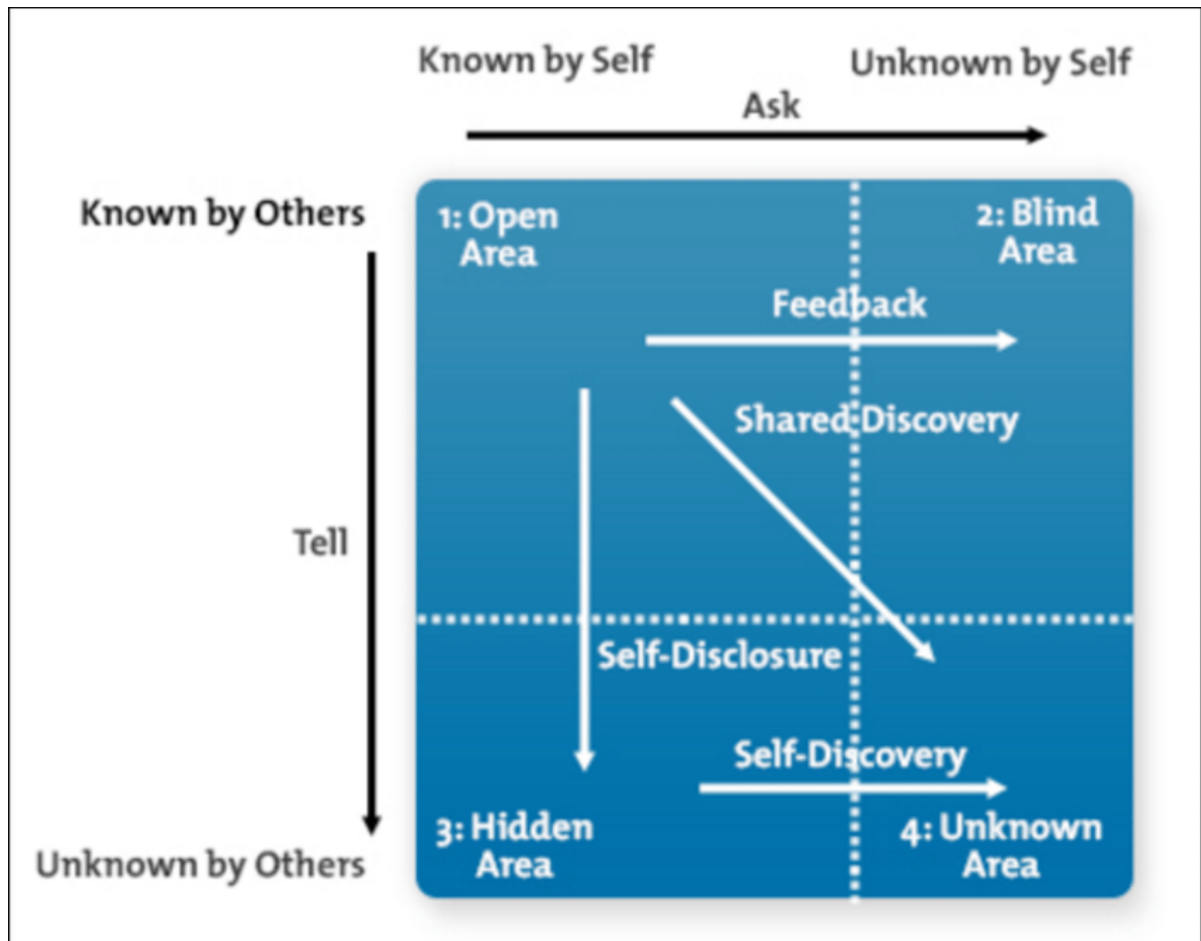 Known by Self
Unknown by Self
Ask
Known by Others
1: Open
Area
2: Blind
Area
Feedback
Shared Discovery
Tell
Self-Disclosure
Self-Discovery
3: Hidden
Area
4: Unknown
Area
Unknown by Others